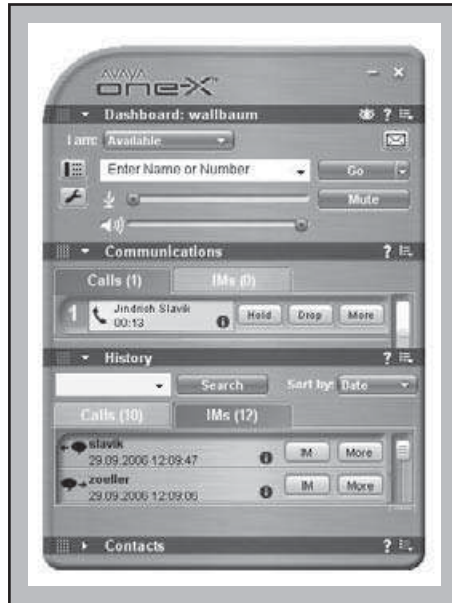 AVAYA
one-X
Dashboard: wallbaum ?
I am: Available
Enter Name or Number Go
Mute
Communications ?
Calls (1) IMs (0)
1 Jindrich Slavik 00:13 Hold Drop More
History ?
Search Sort by: Date
Calls (10) IMs (12)
slavik
29.09.2006 12:09:47 IM More
zoeller
29.09.2006 12:09:06 IM More
Contacts ?